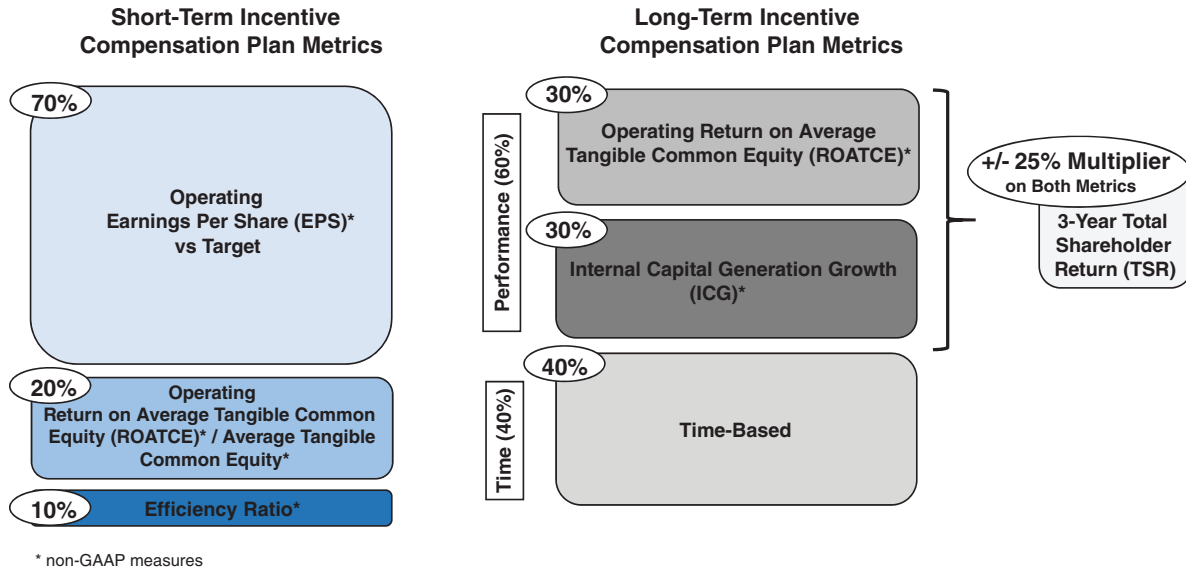 Short-Term Incentive
Compensation Plan Metrics
70%
Operating
Earnings Per Share (EPS)*
vs Target
20%
Operating
Return on Average Tangible Common
Equity (ROATCE)* / Average Tangible
Common Equity*
10%
Efficiency Ratio*
* non-GAAP measures
Long-Term Incentive
Compensation Plan Metrics
Performance (60%)
30%
Operating Return on Average
Tangible Common Equity (ROATCE)*
30%
Internal Capital Generation Growth
(ICG)*
Time (40%)
40%
Time-Based
+/- 25% Multiplier
on Both Metrics
3-Year Total
Shareholder
Return (TSR)